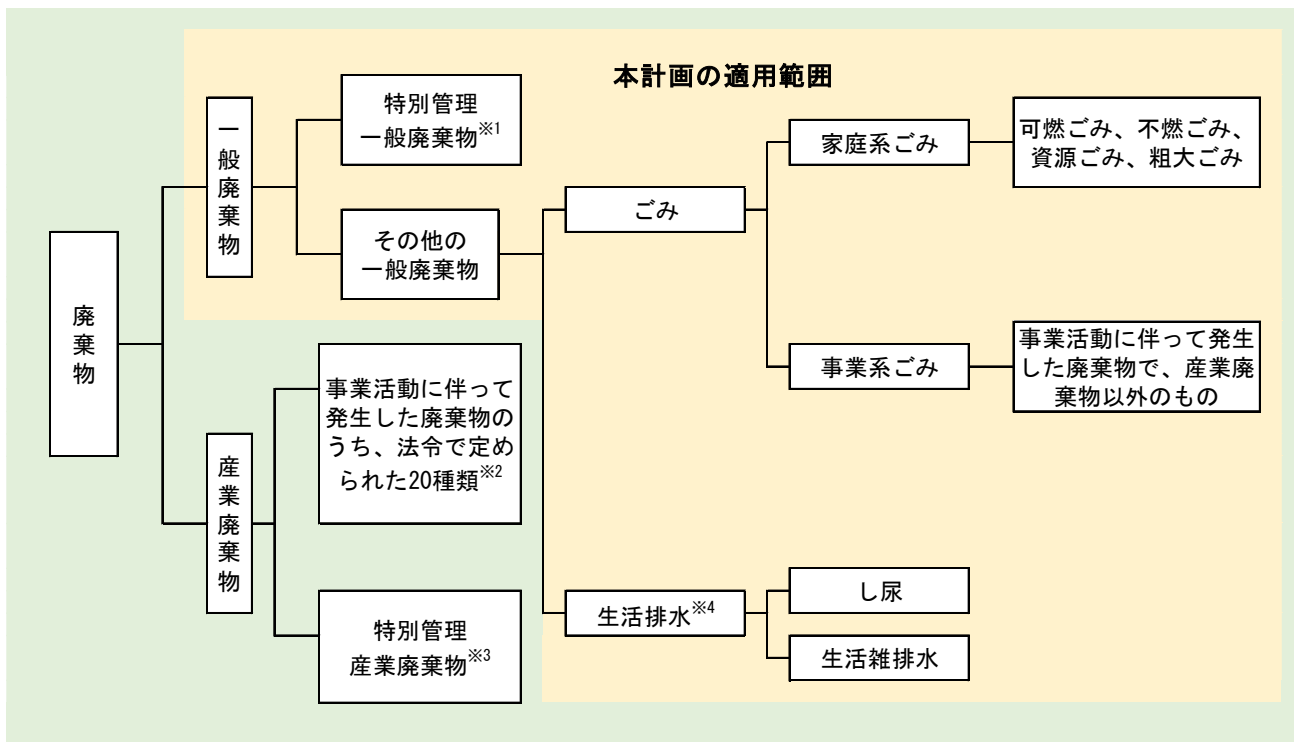 本計画の適用範囲
廃棄物
一般廃棄物
特別管理
一般廃棄物※1
その他の
一般廃棄物
ごみ
家庭系ごみ
可燃ごみ、不燃ごみ、
資源ごみ、粗大ごみ
事業系ごみ
事業活動に伴って発生
した廃棄物で、産業廃
棄物以外のもの
生活排水※4
し尿
生活雑排水
産業廃棄物
事業活動に伴って
発生した廃棄物の
うち、法令で定め
られた20種類※2
特別管理
産業廃棄物※3